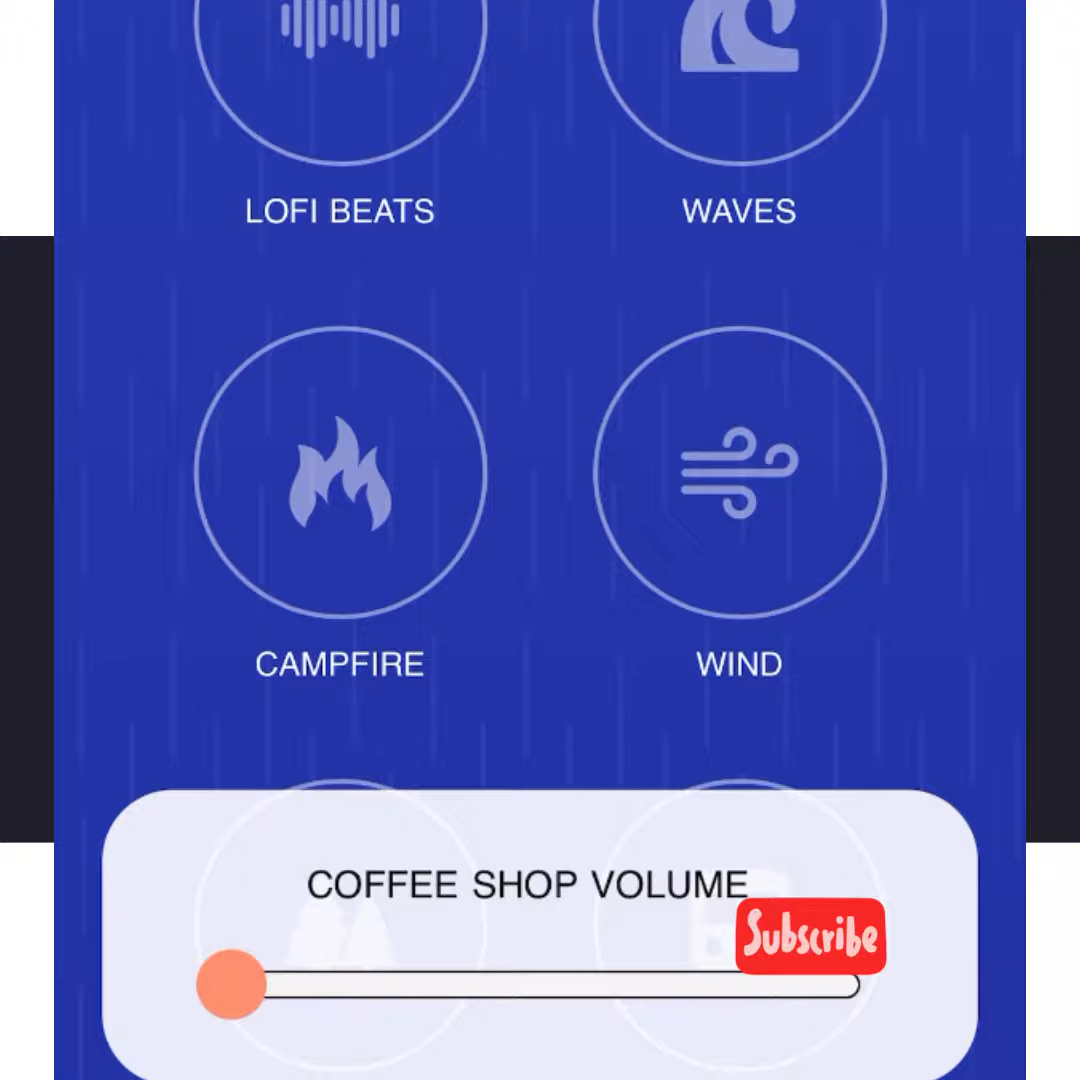 LOFI BEATS
WAVES
CAMPFIRE
WIND
COFFEE SHOP VOLUME
Subscribe